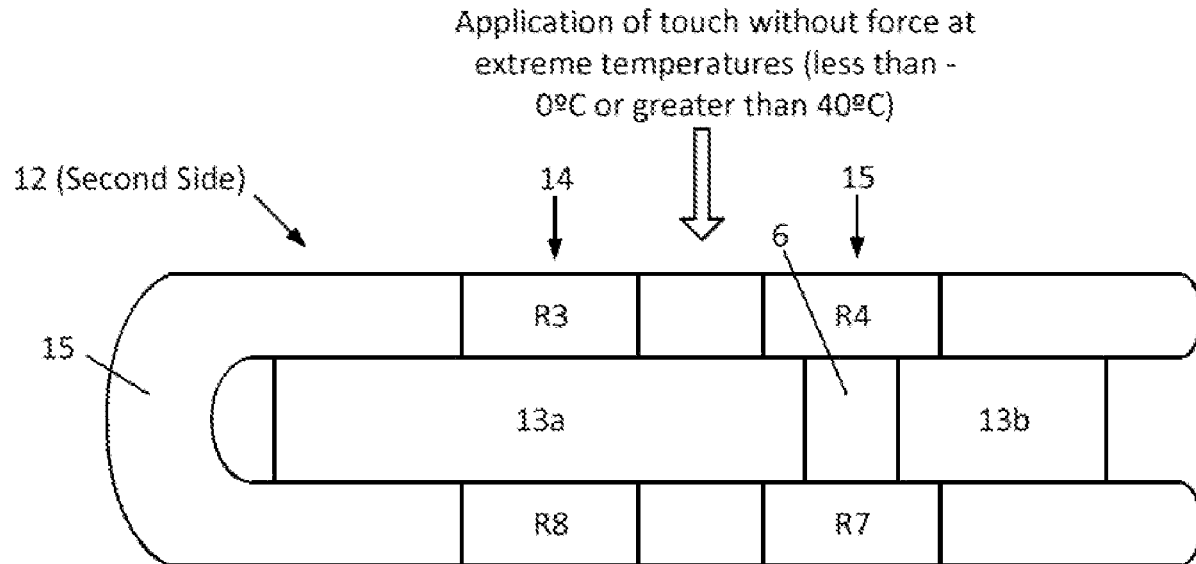 Application of touch without force at
extreme temperatures (less than -
0ºC or greater than 40ºC)
12 (Second Side)
14
15
6
R3
R4
15
13a
13b
R8
R7